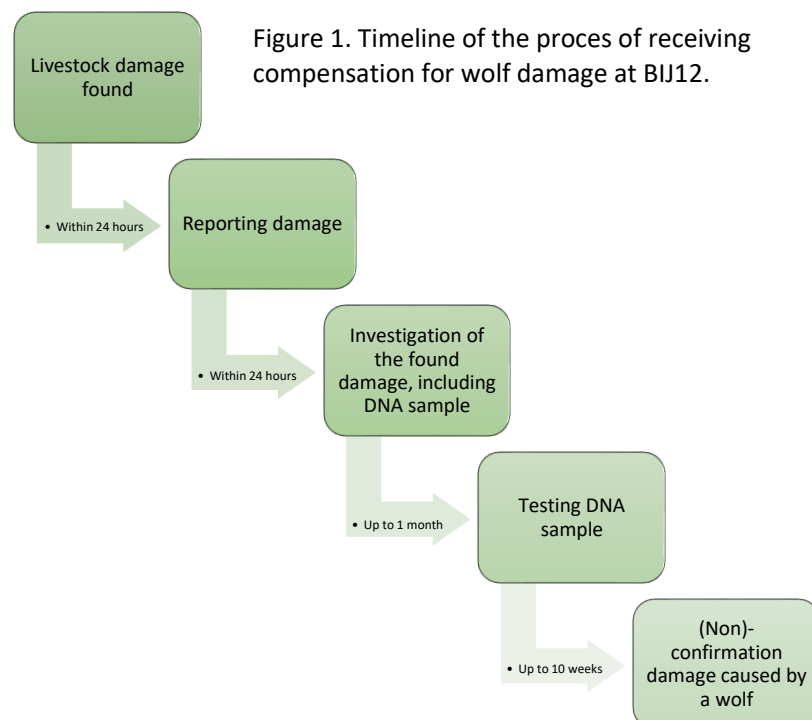 Figure 1. Timeline of the proces of receiving
compensation for wolf damage at BIJ12.
Livestock damage
found
• Within 24 hours
Reporting damage
• Within 24 hours
Investigation of
the found
damage, including
DNA sample
• Up to 1 month
Testing DNA
sample
• Up to 10 weeks
(Non)-
confirmation
damage caused by
a wolf